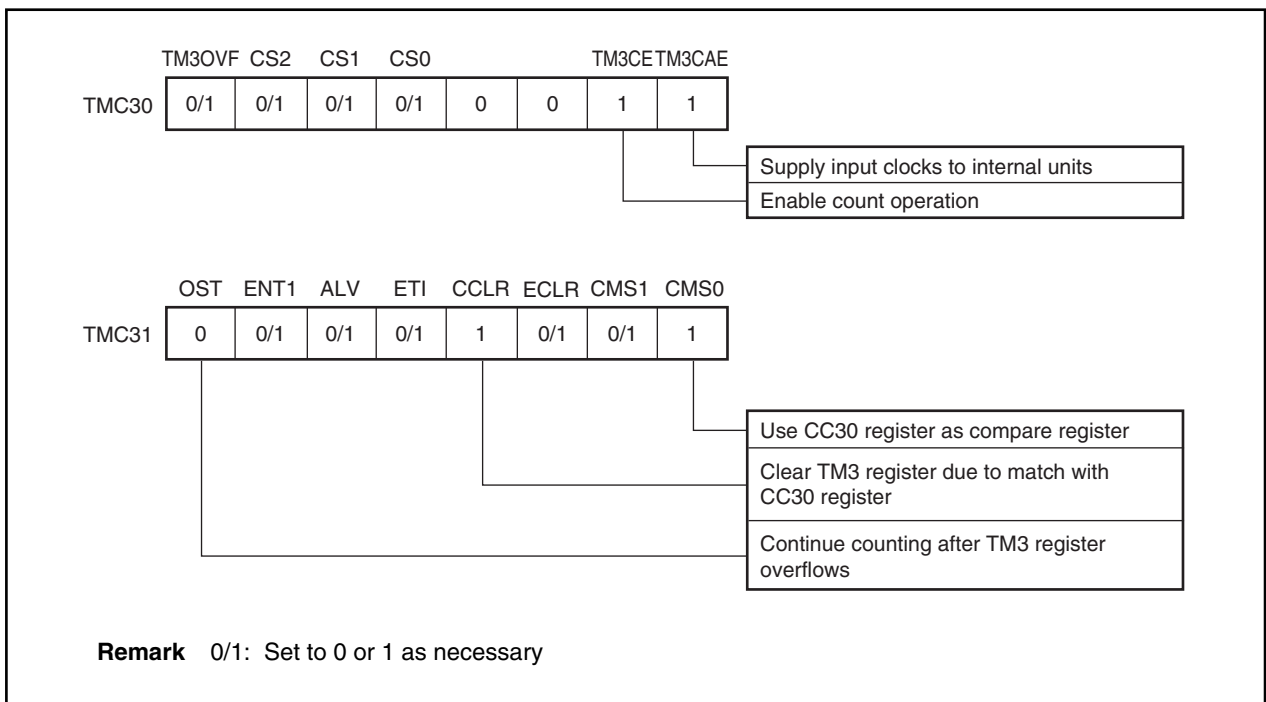 TM3OVF CS2 CS1 CS0 TM3CE TM3CAE
TMC30 0/1 0/1 0/1 0/1 0 0 1 1
Supply input clocks to internal units
Enable count operation
OST ENT1 ALV ETI CCLR ECLR CMS1 CMS0
TMC31 0 0/1 0/1 0/1 1 0/1 0/1 1
Use CC30 register as compare register
Clear TM3 register due to match with
CC30 register
Continue counting after TM3 register
overflows
Remark 0/1: Set to 0 or 1 as necessary